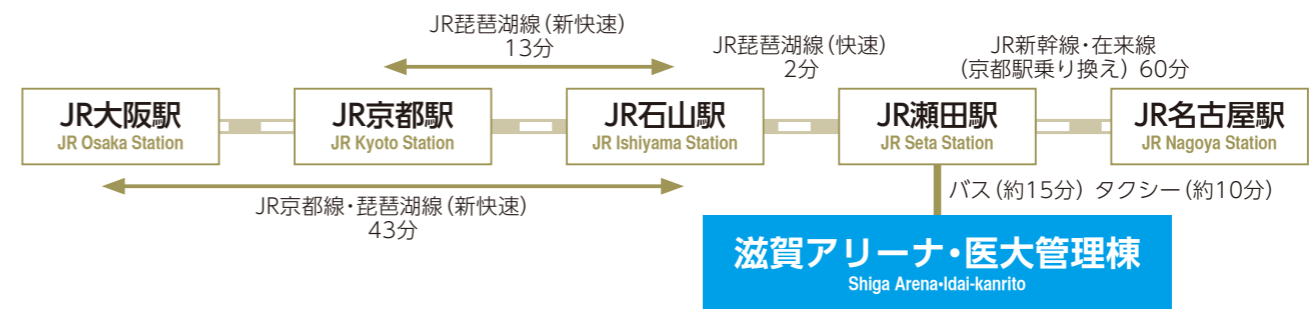 JR琵琶湖線(新快速)
13分
JR琵琶湖線(快速)
2分
JR新幹線・在来線
(京都駅乗り換え) 60分
JR大阪駅
JR Osaka Station
JR京都駅
JR Kyoto Station
JR石山駅
JR Ishiyama Station
JR瀬田駅
JR Seta Station
JR名古屋駅
JR Nagoya Station
JR京都線・琵琶湖線(新快速)
43分
バス(約15分) タクシー(約10分)
滋賀アリーナ・医大管理棟
Shiga Arena・Idai-kanrito